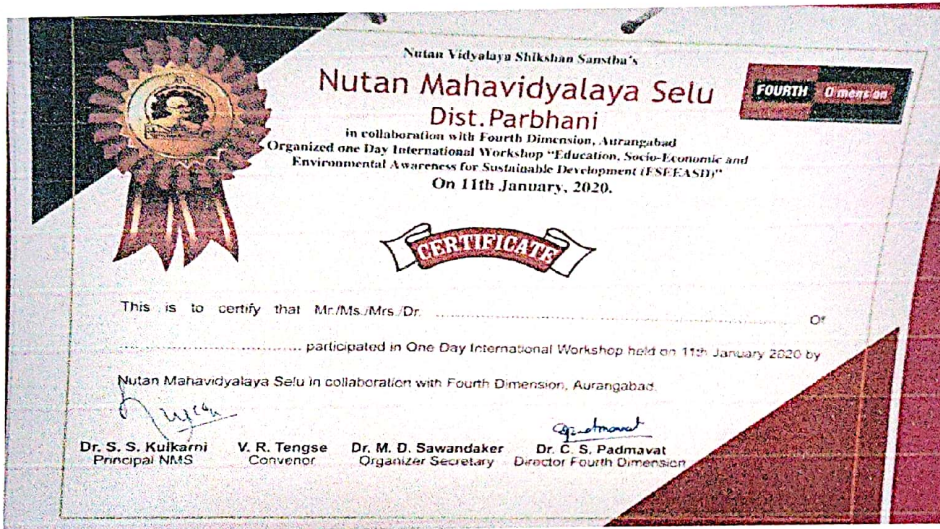 Nutan Vidyalaya Shikshan Sanstha's
Nutan Mahavidyalaya Selu
Dist.Parbhani
FOURTH Dimension
in collaboration with Fourth Dimension, Aurangabad
Organized one Day International Workshop "Education, Socio-Economic and
Environmental Awareness for Sustainable Development (ESEEASD)"
On 11th January, 2020.
CERTIFICATE
This is to certify that Mr./Ms./Mrs./Dr. ........................................ Of
........................................ participated in One Day International Workshop held on 11th January 2020 by
Nutan Mahavidyalaya Selu in collaboration with Fourth Dimension, Aurangabad.
Dr. S. S. Kulkarni V. R. Tengse Dr. M. D. Sawandaker Dr. C. S. Padmavat
Principal NMS Convenor Organizer Secretary Director Fourth Dimension